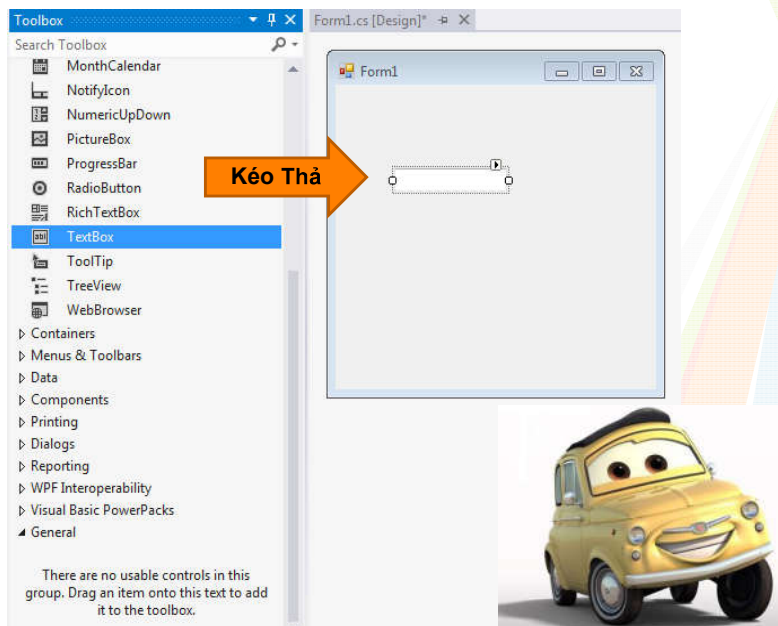 Toolbox
Search Toolbox
MonthCalendar
NotifyIcon
NumericUpDown
PictureBox
ProgressBar
RadioButton
RichTextBox
abl
TextBox
ToolTip
TreeView
WebBrowser
Containers
Menus & Toolbars
Data
Components
Printing
Dialogs
Reporting
WPF Interoperability
Visual Basic PowerPacks
General
There are no usable controls in this
group. Drag an item onto this text to add
it to the toolbox.
Form1.cs [Design]*
Form1
Kéo Thả